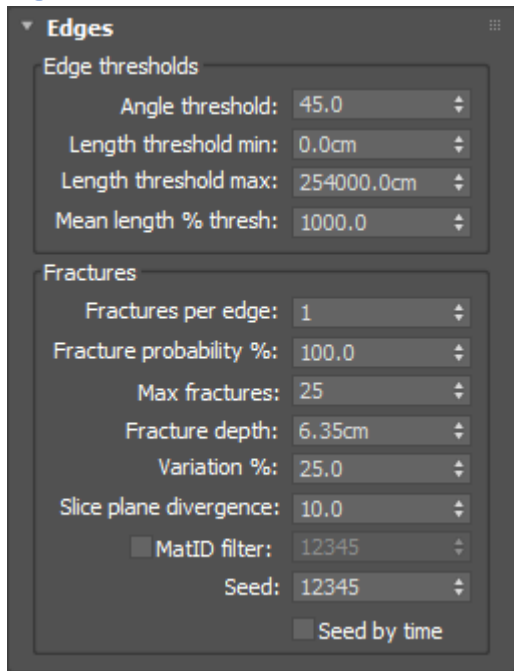 Edges
Edge thresholds
Angle threshold: 45.0
Length threshold min: 0.0cm
Length threshold max: 254000.0cm
Mean length % thresh: 1000.0
Fractures
Fractures per edge: 1
Fracture probability %: 100.0
Max fractures: 25
Fracture depth: 6.35cm
Variation %: 25.0
Slice plane divergence: 10.0
MatID filter: 12345
Seed: 12345
Seed by time